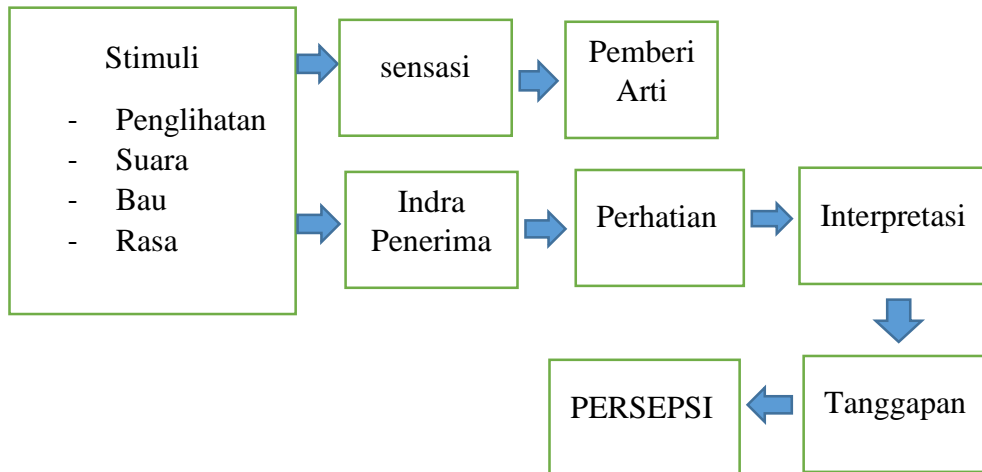 Stimuli
- Penglihatan
- Suara
- Bau
- Rasa
sensasi
Pemberi
Arti
Indra
Penerima
Perhatian
Interpretasi
Tanggapan
PERSEPSI